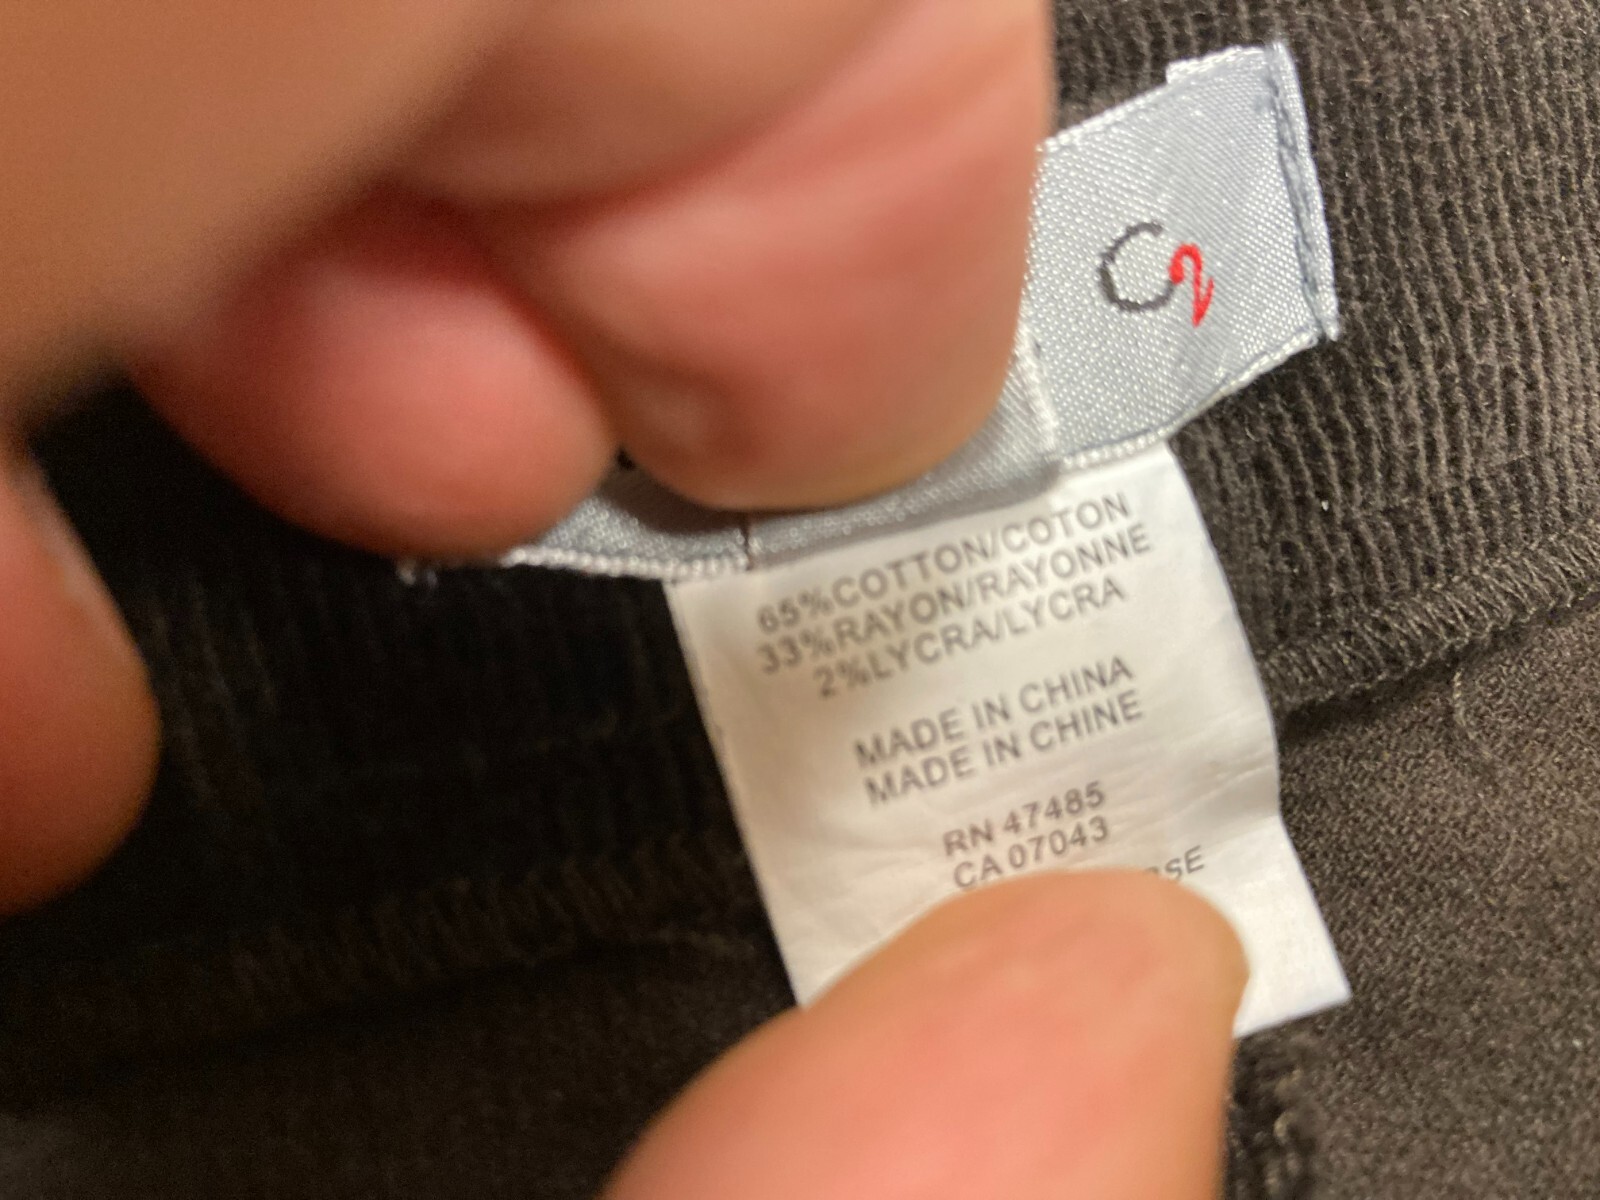 C2
65%COTTON/COTON
33%RAYON/RAYONNE
2%LYCRA/LYCRA
MADE IN CHINA
MADE IN CHINE
RN 47485
CA 07043